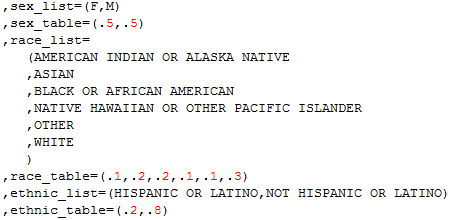 ,sex_list=(F,M)
,sex_table=(.5,.5)
,race_list=
(AMERICAN INDIAN OR ALASKA NATIVE
,ASIAN
,BLACK OR AFRICAN AMERICAN
,NATIVE HAWAIIAN OR OTHER PACIFIC ISLANDER
,OTHER
,WHITE
)
,race_table=(.1,.2,.2,.1,.1,.3)
,ethnic_list=(HISPANIC OR LATINO,NOT HISPANIC OR LATINO)
,ethnic_table=(.2,.8)